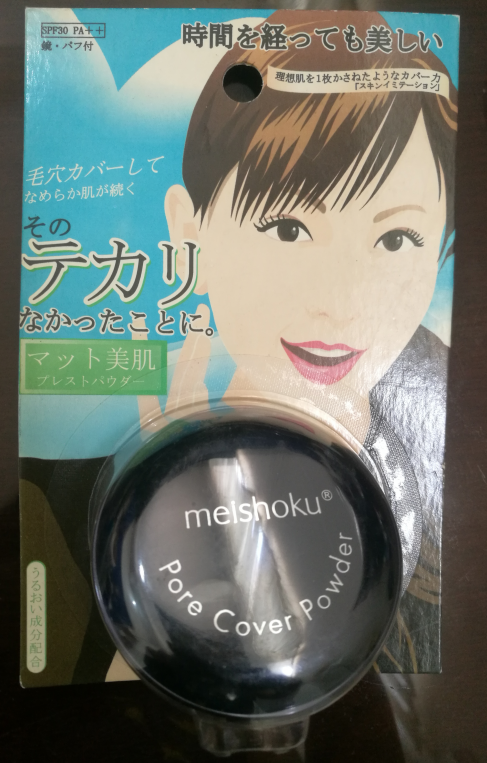 SPF30 PA++
鏡・パフ付
時間を経っても美しい
理想肌を1枚かさねたようなカバー力
「スキンイミテーション」
毛穴カバーして
なめらか肌が続く
その
テカリ
なかったことに。
マット美肌
プレストパウダー
meishoku®
Pore Cover Powder
うるおい成分配合